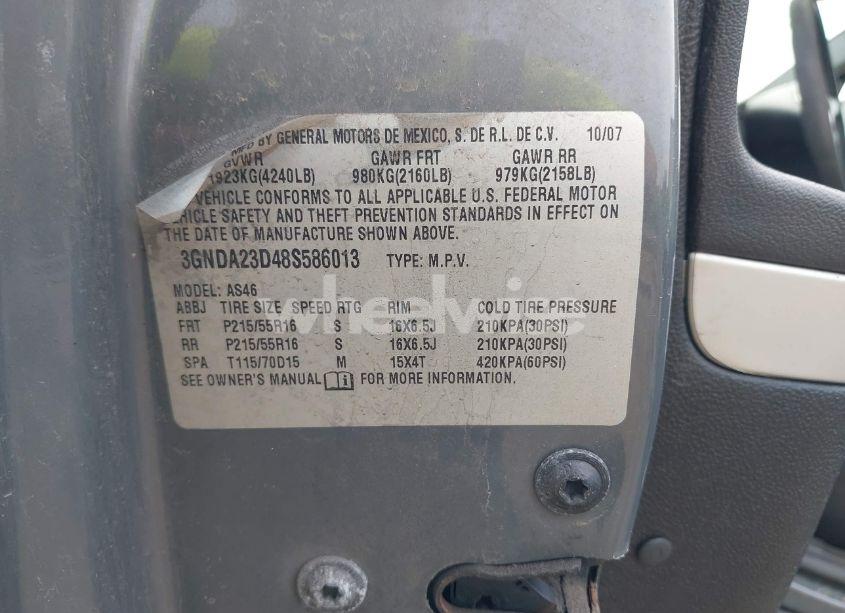 MFD BY GENERAL MOTORS DE MEXICO, S. DE R.L. DE C.V. 10/07
GVWR GAWR FRT GAWR RR
1923KG(4240LB) 980KG(2160LB) 979KG(2158LB)
VEHICLE CONFORMS TO ALL APPLICABLE U.S. FEDERAL MOTOR
VEHICLE SAFETY AND THEFT PREVENTION STANDARDS IN EFFECT ON
THE DATE OF MANUFACTURE SHOWN ABOVE.
3GNDA23D48S586013 TYPE: M.P.V.
MODEL: AS46
ABBJ TIRE SIZE SPEED RTG RIM COLD TIRE PRESSURE
FRT P215/55R16 S 16X6.5J 210KPA(30PSI)
RR P215/55R16 S 16X6.5J 210KPA(30PSI)
SPA T115/70D15 M 15X4T 420KPA(60PSI)
SEE OWNER'S MANUAL FOR MORE INFORMATION.